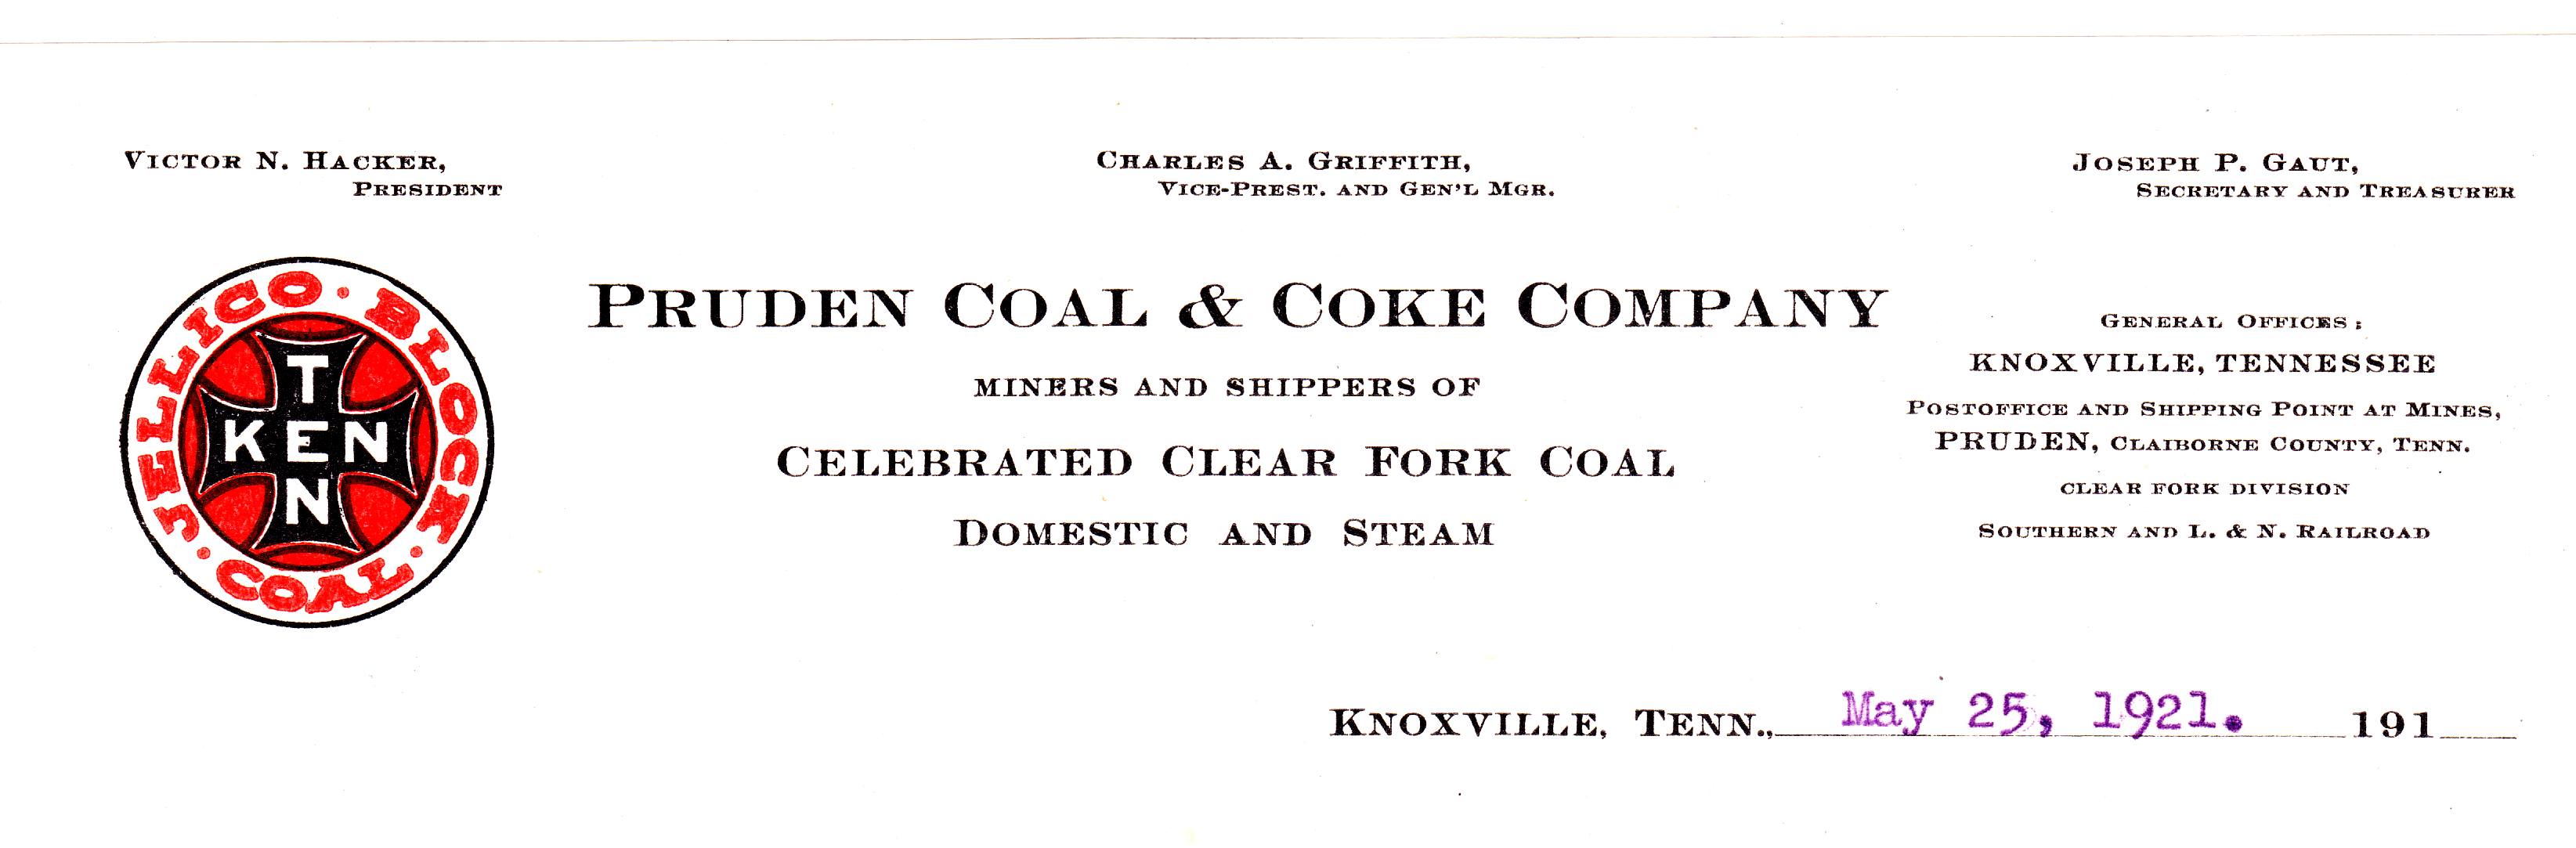 VICTOR N. HACKER,
PRESIDENT
CHARLES A. GRIFFITH,
VICE-PREST. AND GEN'L MGR.
JOSEPH P. GAUT,
SECRETARY AND TREASURER
JELLICO · BLOCK · COAL ·
T
KEN
N
PRUDEN COAL & COKE COMPANY
MINERS AND SHIPPERS OF
CELEBRATED CLEAR FORK COAL
DOMESTIC AND STEAM
GENERAL OFFICES:
KNOXVILLE, TENNESSEE
POSTOFFICE AND SHIPPING POINT AT MINES,
PRUDEN, CLAIBORNE COUNTY, TENN.
CLEAR FORK DIVISION
SOUTHERN AND L. & N. RAILROAD
KNOXVILLE, TENN., May 25, 1921. 191